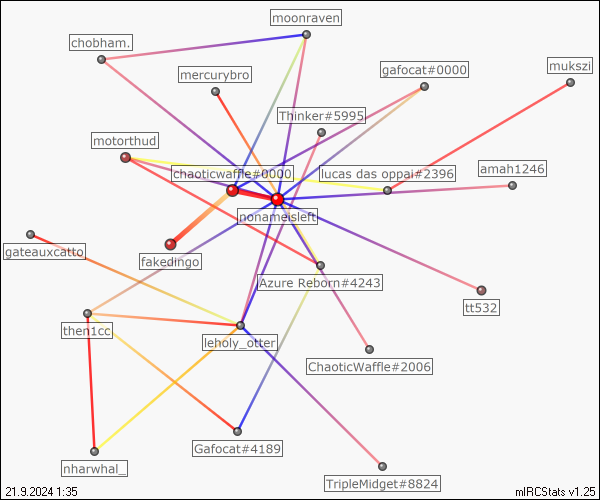 moonraven
chobham.
mercurybro
gafocat#0000
mukszi
Thinker#5995
motorthud
chaoticwaffle#0000
lucas das oppai#2396
amah1246
nonameisleft
gateauxcatto
fakedingo
Azure Reborn#4243
tt532
then1cc
leholy_otter
ChaoticWaffle#2006
Gafocat#4189
nharwhal_
TripleMidget#8824
21.9.2024 1:35
mIRCStats v1.25